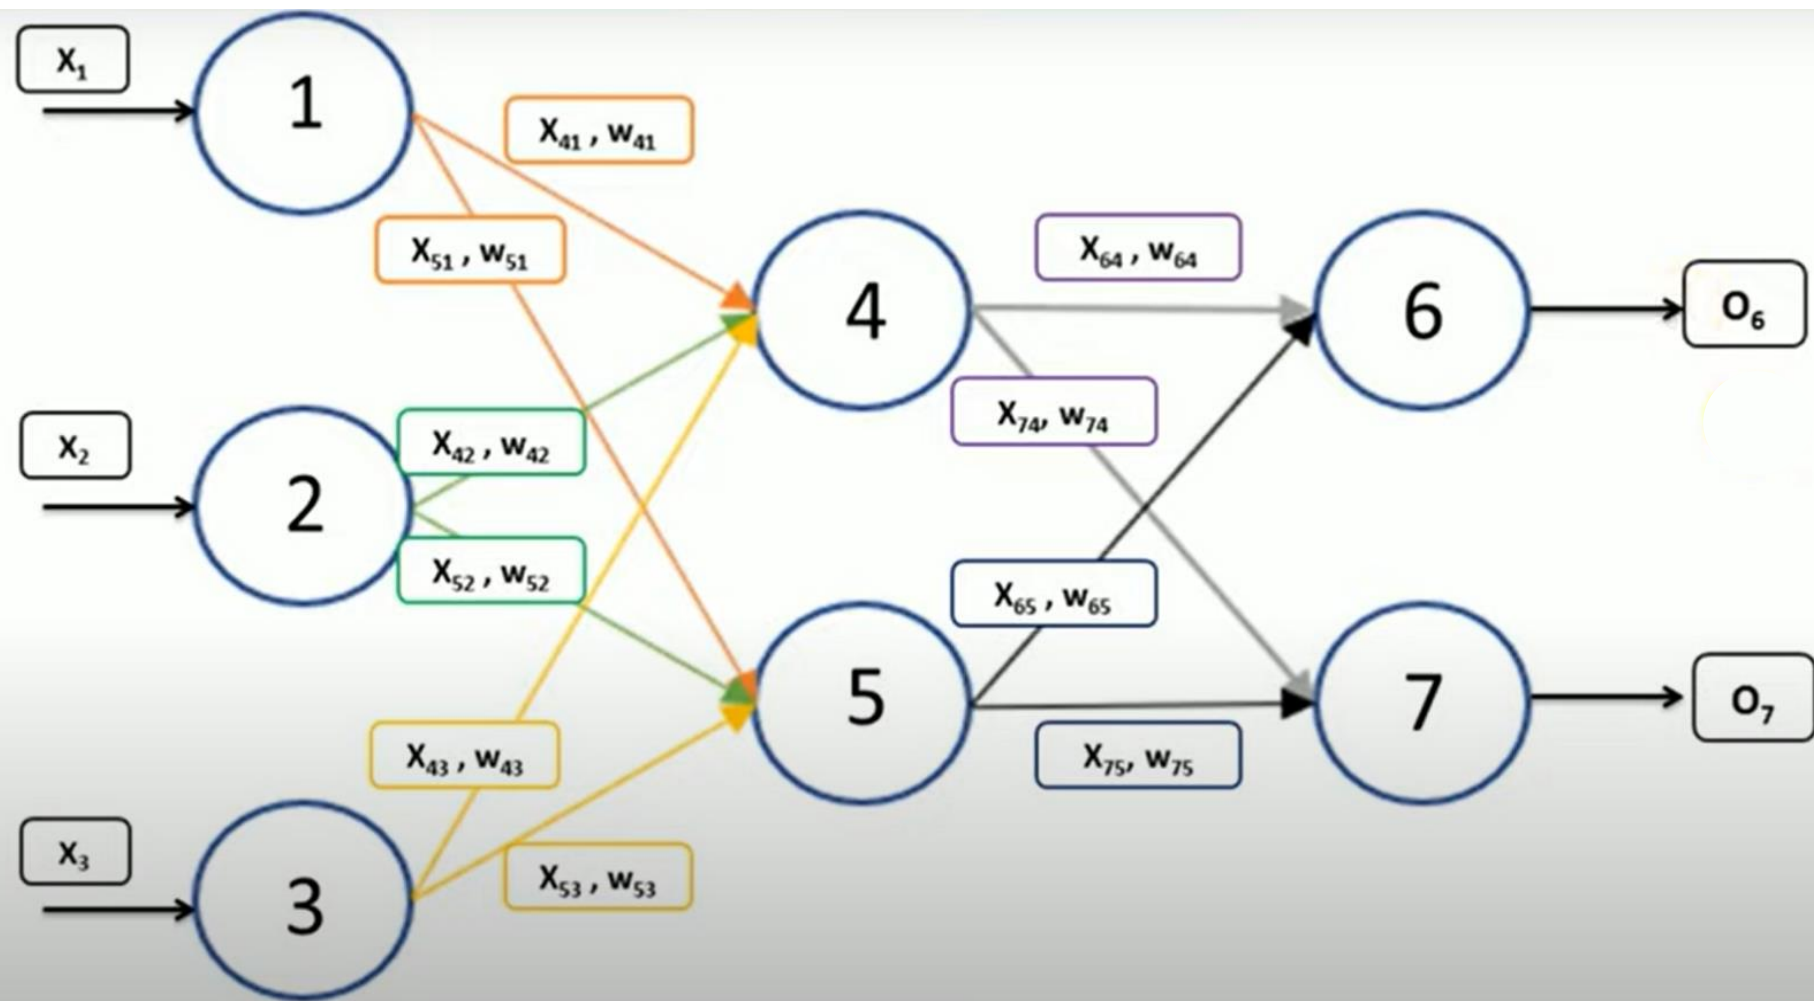 X₁
1
X₄₁ , w₄₁
X₅₁ , w₅₁
4
X₆₄ , w₆₄
6
O₆
X₇₄, w₇₄
X₂
2
X₄₂ , w₄₂
X₅₂ , w₅₂
X₆₅ , w₆₅
5
7
O₇
X₇₅, w₇₅
X₄₃ , w₄₃
X₃
3
X₅₃ , w₅₃